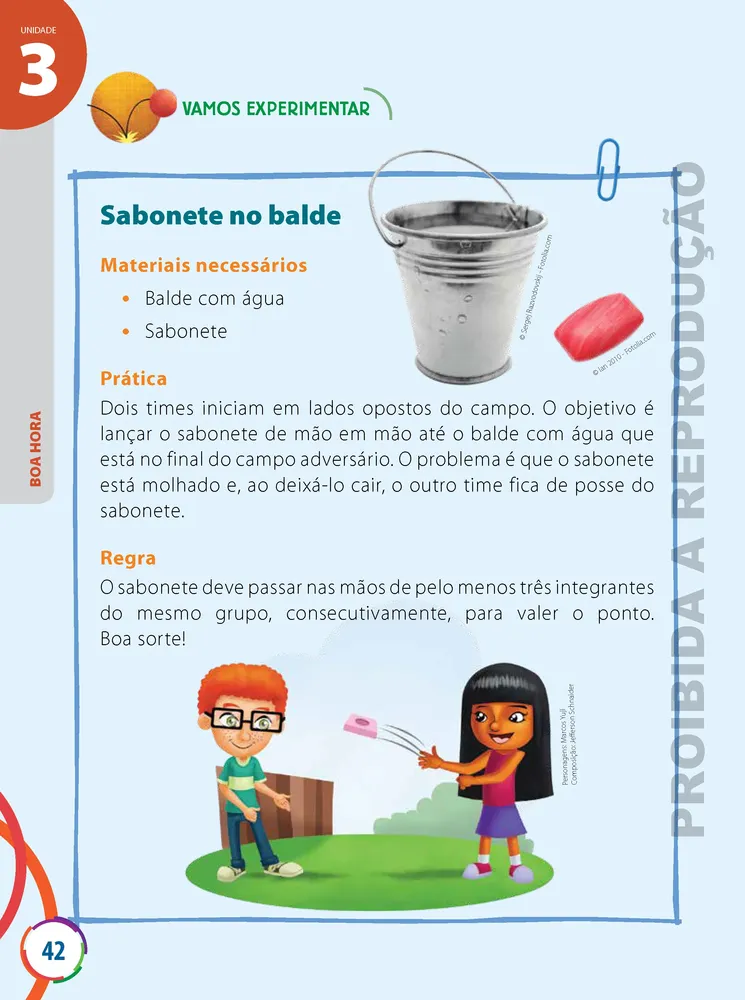 UNIDADE
3
VAMOS EXPERIMENTAR
BOA HORA
Sabonete no balde
Materiais necessários
• Balde com água
• Sabonete
© Sergej Razvodovskij - Fotolia.com
© Ian 2010 - Fotolia.com
Prática
Dois times iniciam em lados opostos do campo. O objetivo é
lançar o sabonete de mão em mão até o balde com água que
está no final do campo adversário. O problema é que o sabonete
está molhado e, ao deixá-lo cair, o outro time fica de posse do
sabonete.
Regra
O sabonete deve passar nas mãos de pelo menos três integrantes
do mesmo grupo, consecutivamente, para valer o ponto.
Boa sorte!
Personagens: Marcos Yuji
Composição: Jefferson Schnaider
PROIBIDA A REPRODUÇÃO
42